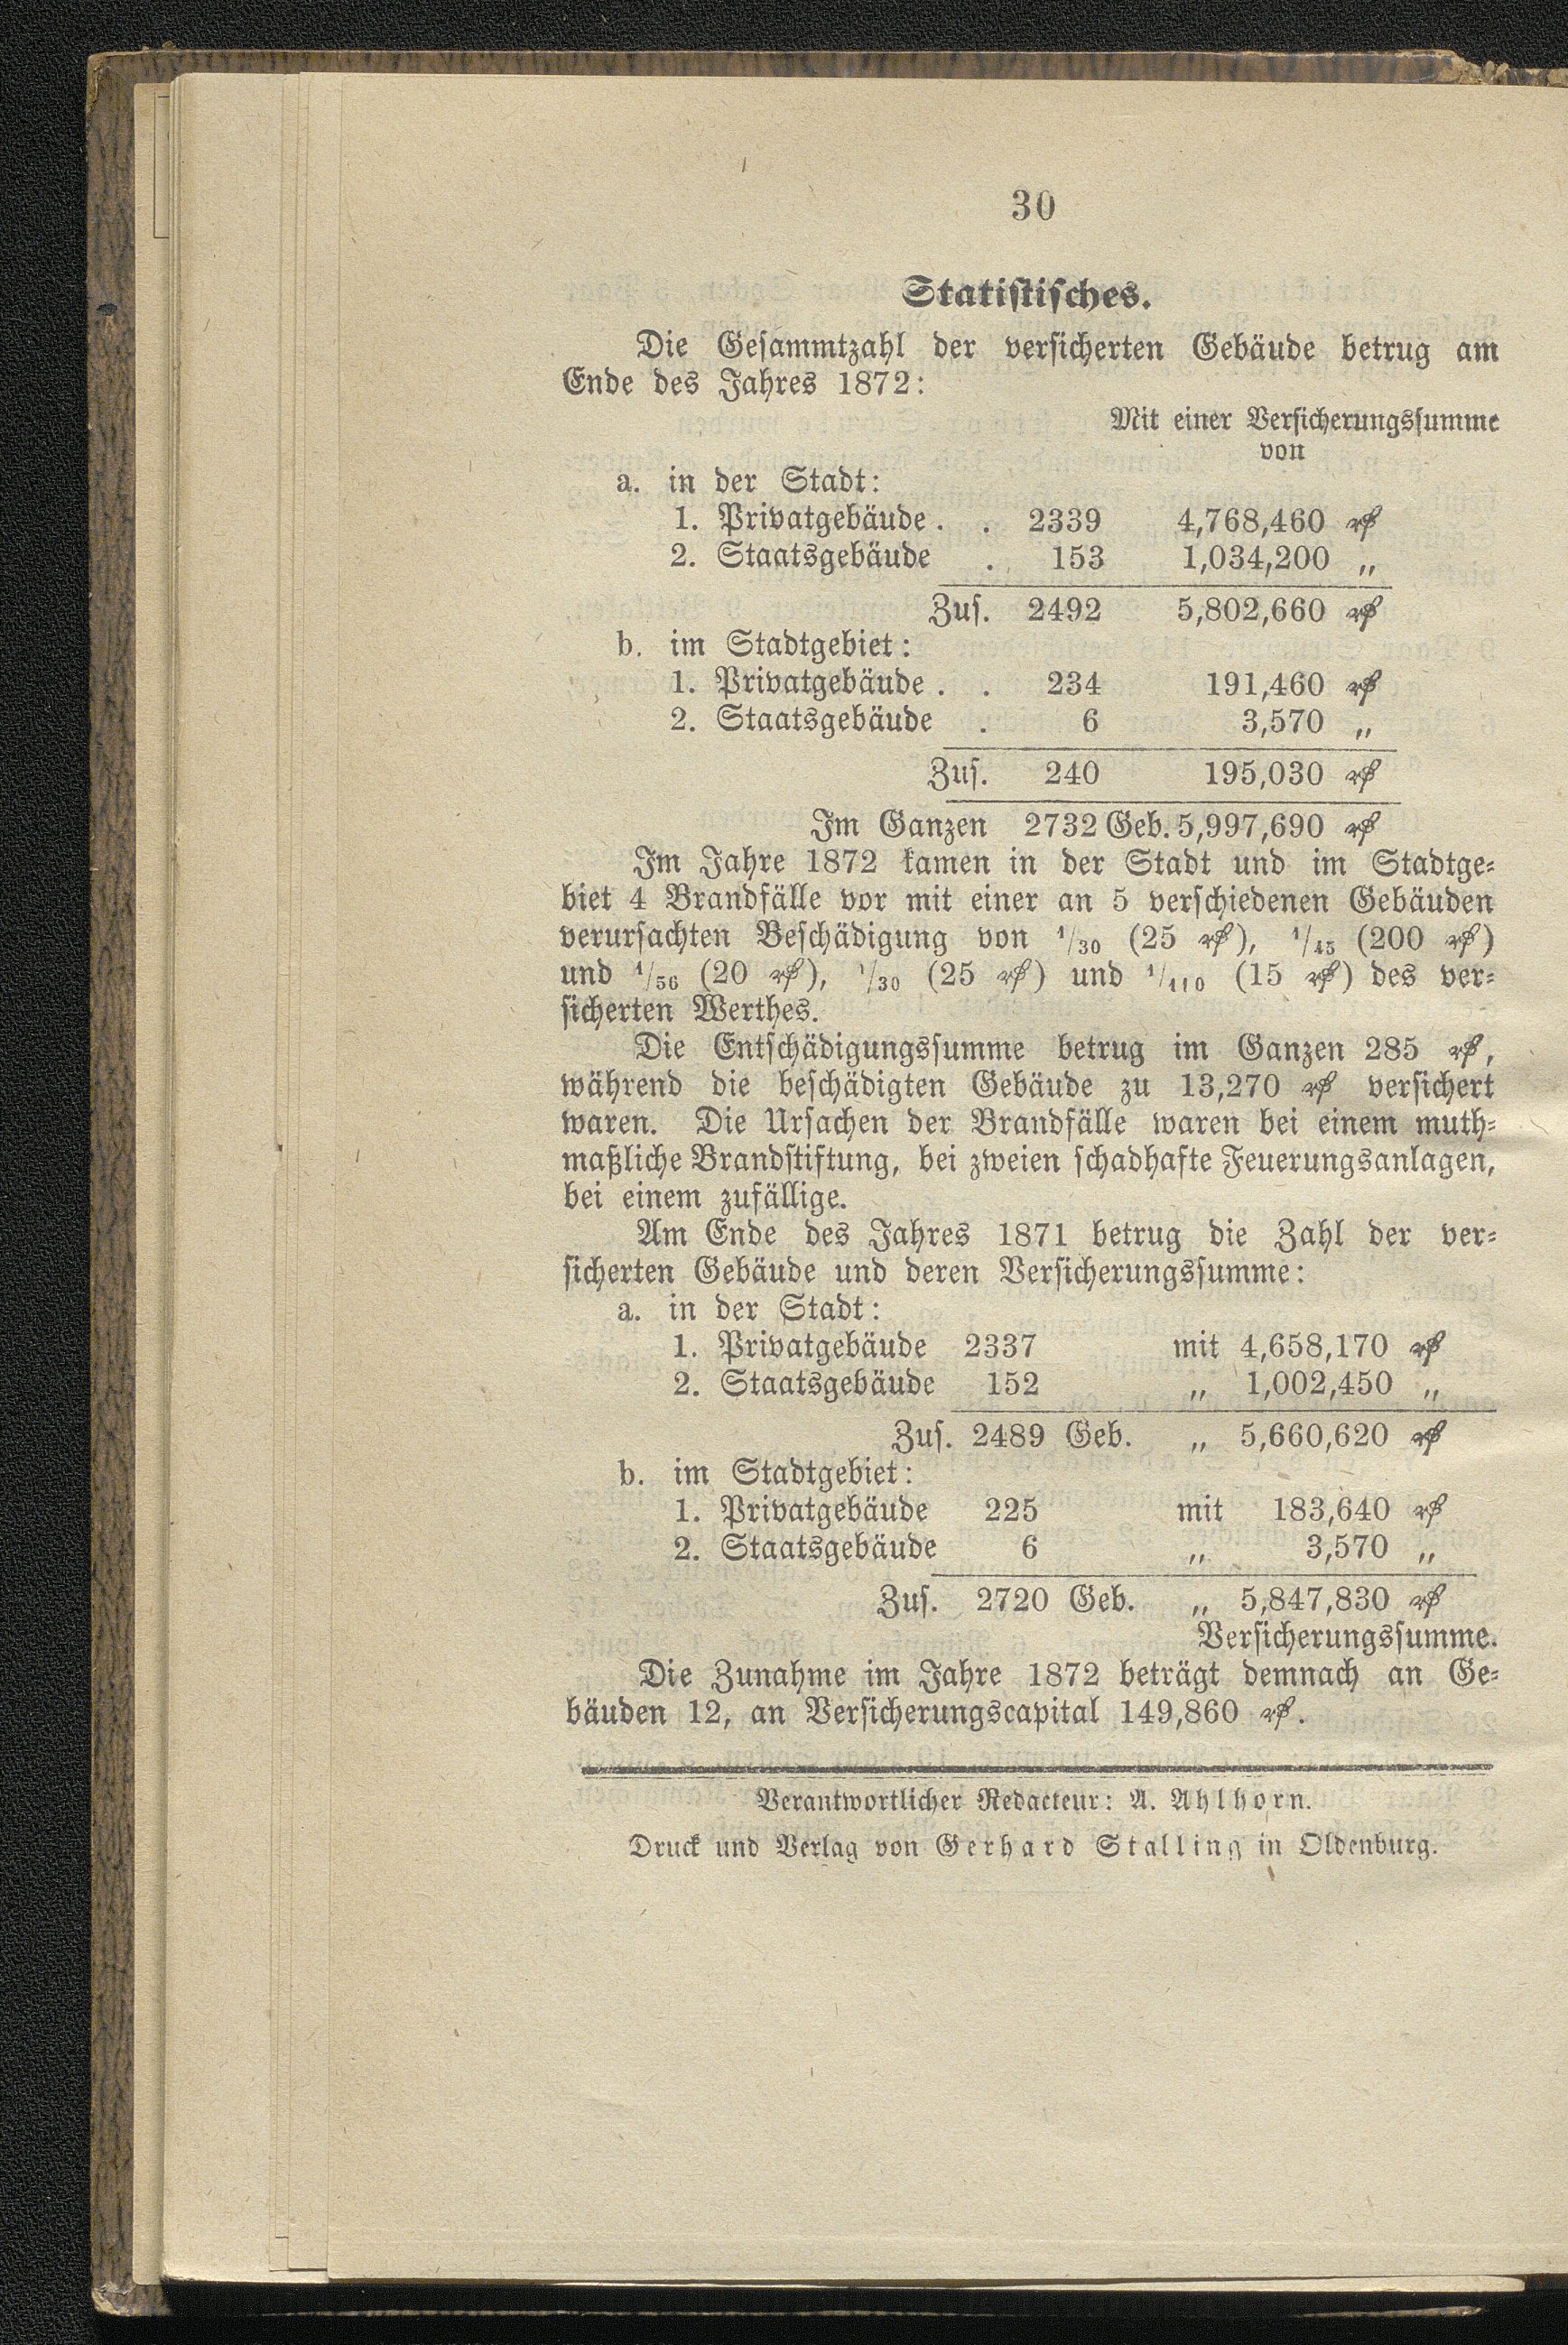 30
Statistisches.
Die Gesammtzahl der versicherten Gebäude betrug am
Ende des Jahres 1872:
Mit einer Versicherungssumme
von
a. in der Stadt:
1. Privatgebäude . . 2339 4,768,460 ₰
2. Staatsgebäude . 153 1,034,200 „
Zus. 2492 5,802,660 ₰
b. im Stadtgebiet:
1. Privatgebäude . . 234 191,460 ₰
2. Staatsgebäude . 6 3,570 „
Zus. 240 195,030 ₰
Im Ganzen 2732 Geb. 5,997,690 ₰
Im Jahre 1872 kamen in der Stadt und im Stadtge-
biet 4 Brandfälle vor mit einer an 5 verschiedenen Gebäuden
verursachten Beschädigung von 1/30 (25 ₰), 1/45 (200 ₰)
und 1/56 (20 ₰), 1/30 (25 ₰) und 1/110 (15 ₰) des ver-
sicherten Werthes.
Die Entschädigungssumme betrug im Ganzen 285 ₰,
während die beschädigten Gebäude zu 13,270 ₰ versichert
waren. Die Ursachen der Brandfälle waren bei einem muth-
maßliche Brandstiftung, bei zweien schadhafte Feuerungsanlagen,
bei einem zufällige.
Am Ende des Jahres 1871 betrug die Zahl der ver-
sicherten Gebäude und deren Versicherungssumme:
a. in der Stadt:
1. Privatgebäude 2337 mit 4,658,170 ₰
2. Staatsgebäude 152 „ 1,002,450 „
Zus. 2489 Geb. „ 5,660,620 ₰
b. im Stadtgebiet:
1. Privatgebäude 225 mit 183,640 ₰
2. Staatsgebäude 6 „ 3,570 „
Zus. 2720 Geb. „ 5,847,830 ₰
Versicherungssumme.
Die Zunahme im Jahre 1872 beträgt demnach an Ge-
bäuden 12, an Versicherungscapital 149,860 ₰.
Verantwortlicher Redacteur: A. Ahlhorn.
Druck und Verlag von Gerhard Stalling in Oldenburg.